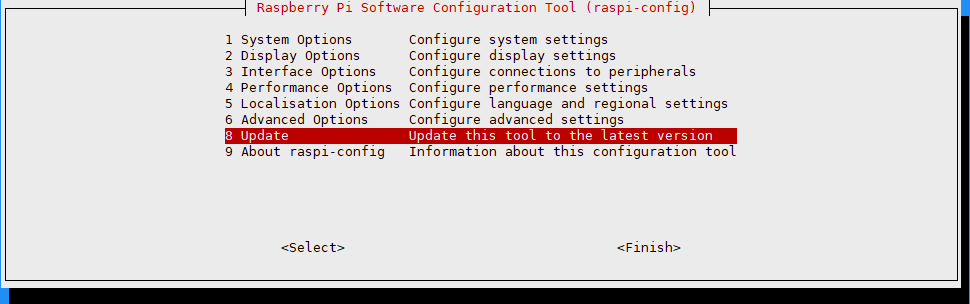 Raspberry Pi Software Configuration Tool (raspi-config)
1 System Options Configure system settings
2 Display Options Configure display settings
3 Interface Options Configure connections to peripherals
4 Performance Options Configure performance settings
5 Localisation Options Configure language and regional settings
6 Advanced Options Configure advanced settings
8 Update Update this tool to the latest version
9 About raspi-config Information about this configuration tool
<Select> <Finish>